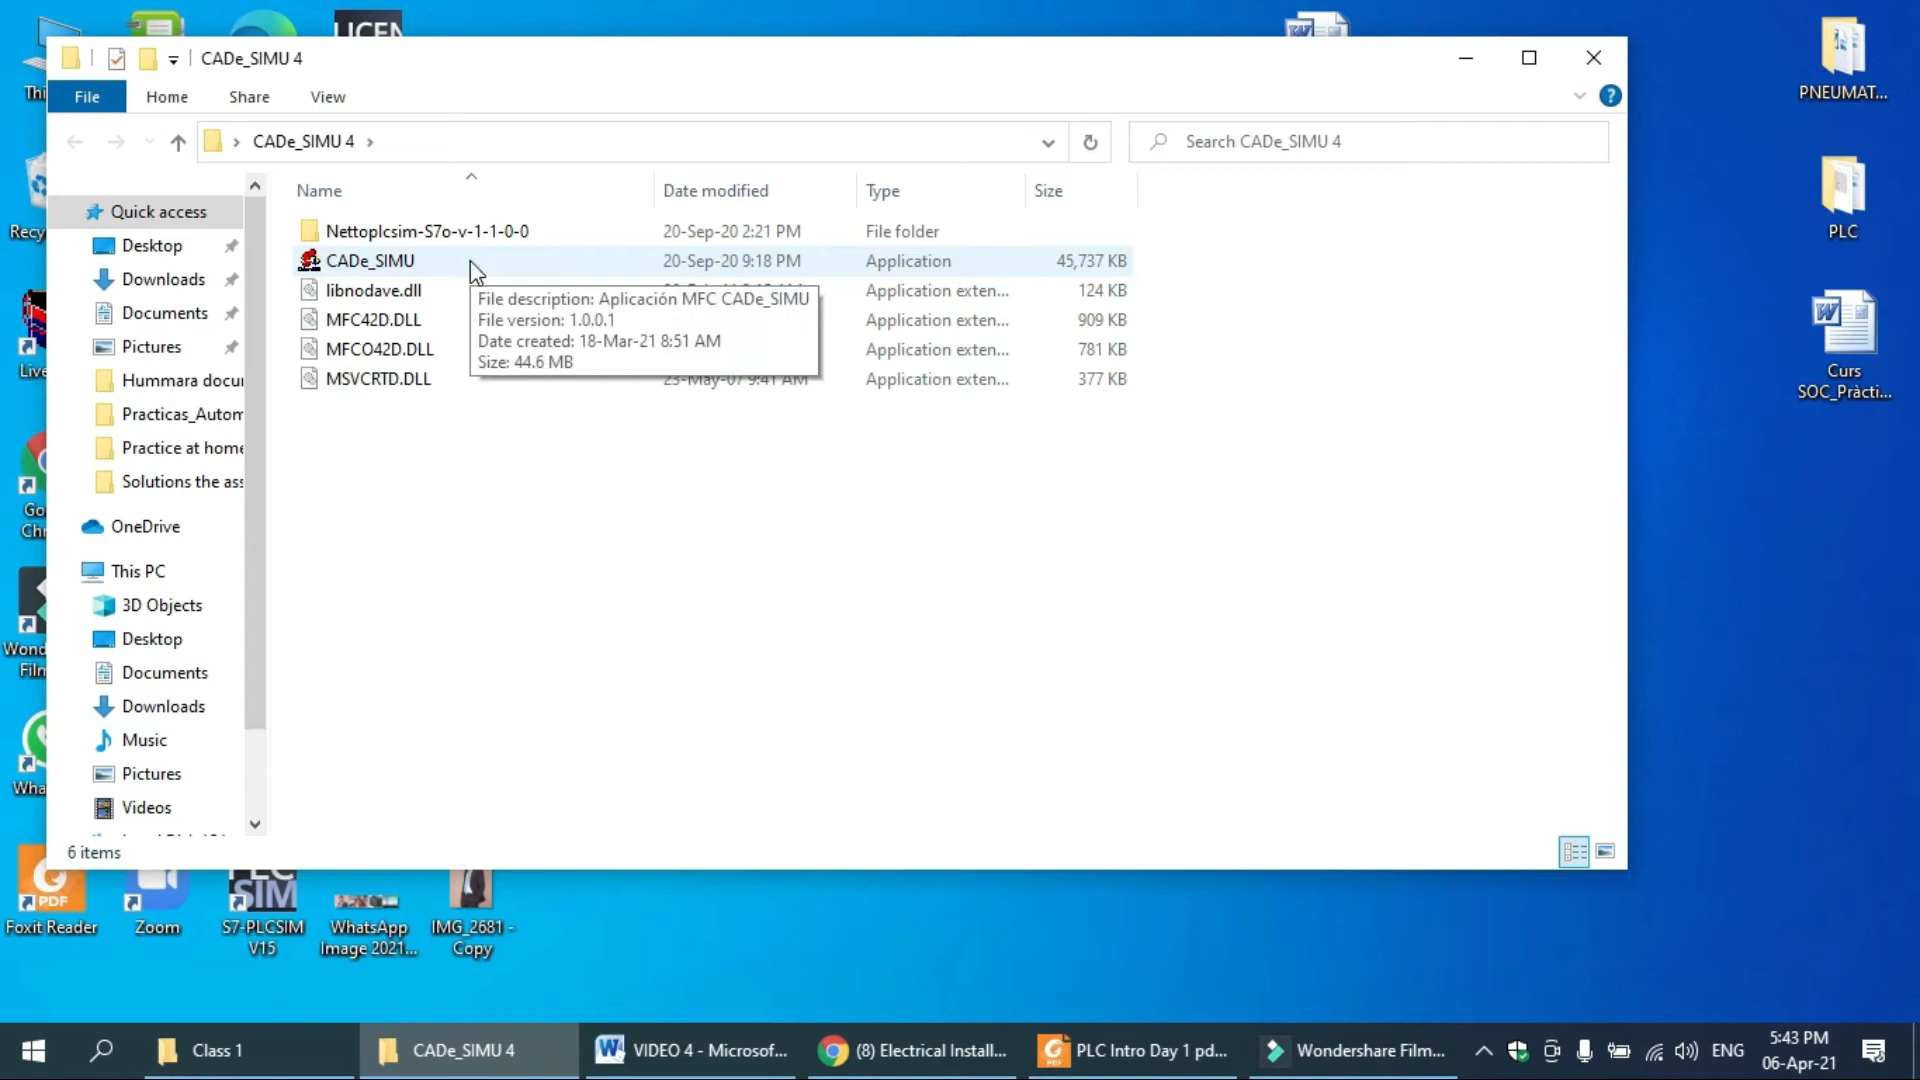 LICEN
CADe_SIMU 4
File
Home
Share
View
CADe_SIMU 4
Search CADe_SIMU 4
Name
Date modified
Type
Size
Quick access
Desktop
Downloads
Documents
Pictures
Hummara docu
Practicas_Autom
Practice at home
Solutions the ass
OneDrive
This PC
3D Objects
Desktop
Documents
Downloads
Music
Pictures
Videos
Nettoplcsim-S7o-v-1-1-0-0 20-Sep-20 2:21 PM File folder
CADe_SIMU 20-Sep-20 9:18 PM Application 45,737 KB
libnodave.dll Application exten... 124 KB
MFC42D.DLL Application exten... 909 KB
MFCO42D.DLL Application exten... 781 KB
MSVCRTD.DLL 23-May-07 9:41 AM Application exten... 377 KB
File description: Aplicación MFC CADe_SIMU
File version: 1.0.0.1
Date created: 18-Mar-21 8:51 AM
Size: 44.6 MB
6 items
Thi
Recy
Live
Go
Chr
Wond
Film
Wha
PNEUMAT...
PLC
Curs
SOC_Pràcti...
PDF
Foxit Reader
Zoom
SIM
S7-PLCSIM
V15
WhatsApp
Image 2021...
IMG_2681 -
Copy
Class 1
CADe_SIMU 4
VIDEO 4 - Microsof...
(8) Electrical Install...
PLC Intro Day 1 pd...
Wondershare Film...
ENG
5:43 PM
06-Apr-21